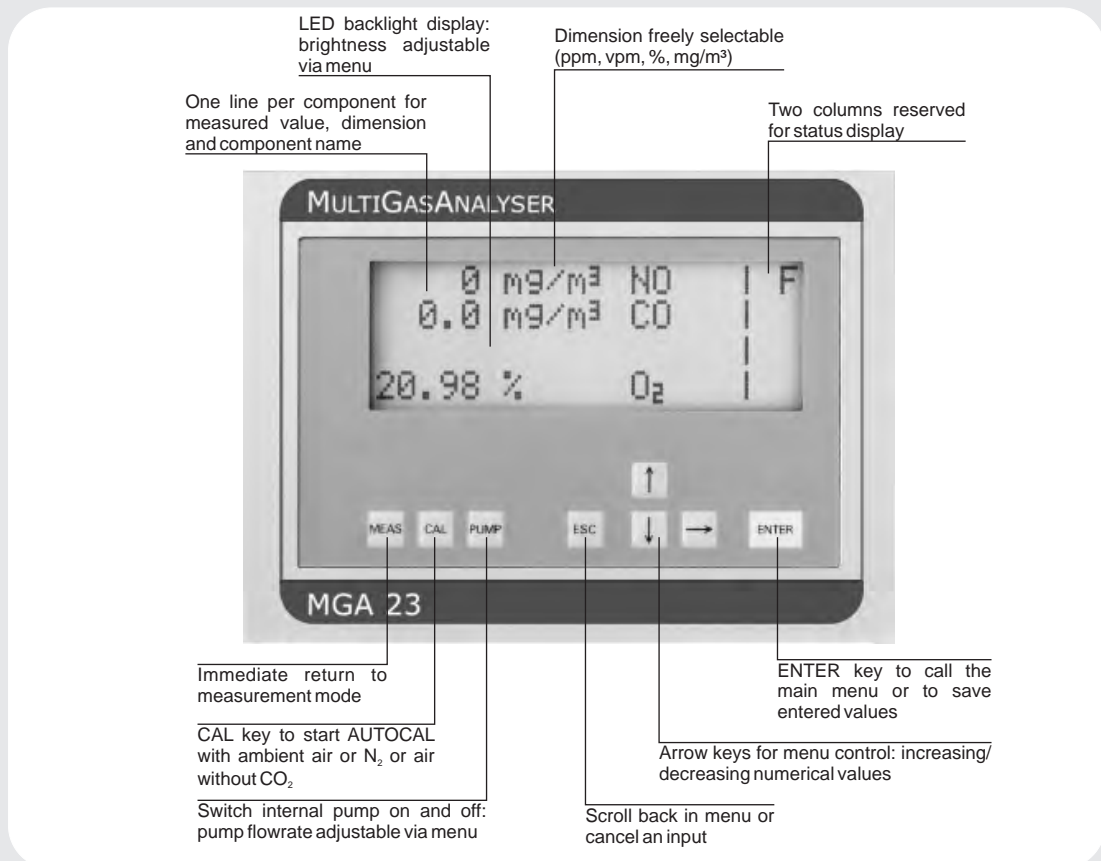 LED backlight display:
brightness adjustable
via menu
Dimension freely selectable
(ppm, vpm, %, mg/m³)
One line per component for
measured value, dimension
and component name
Two columns reserved
for status display
MULTIGASANALYSER
0 mg/m³ NO | F
0.0 mg/m³ CO |
|
20.98 % O₂ |
↑
MEAS CAL PUMP ESC ↓ → ENTER
MGA 23
Immediate return to
measurement mode
ENTER key to call the
main menu or to save
entered values
CAL key to start AUTOCAL
with ambient air or N₂ or air
without CO₂
Arrow keys for menu control: increasing/
decreasing numerical values
Switch internal pump on and off:
pump flowrate adjustable via menu
Scroll back in menu or
cancel an input